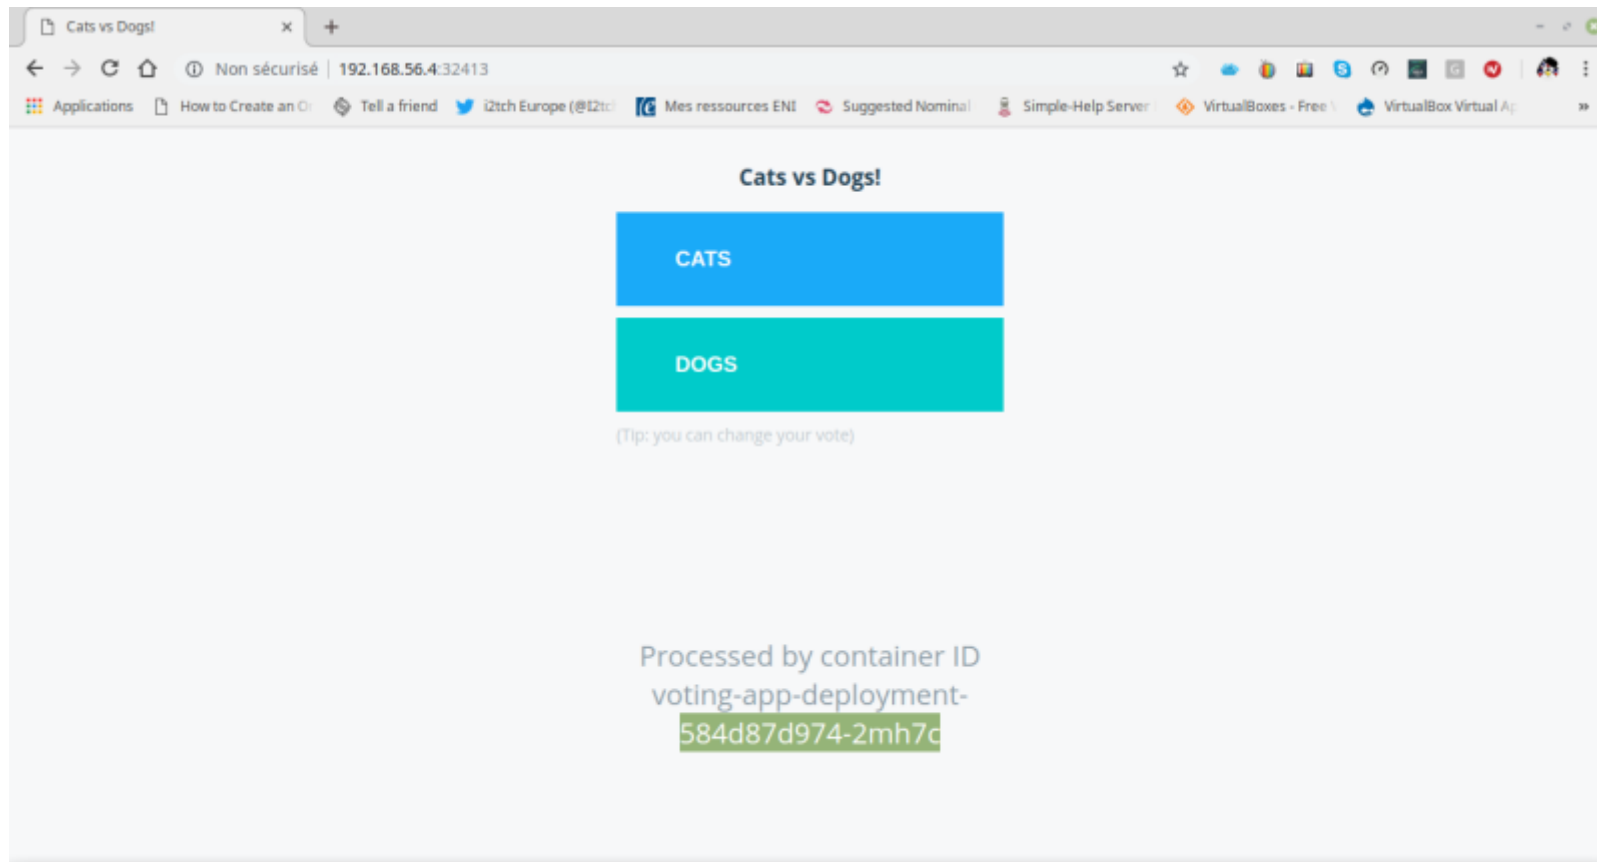 Cats vs Dogs!
Non sécurisé | 192.168.56.4:32413
Applications How to Create an Tell a friend i2tch Europe (@I2tc Mes ressources ENI Suggested Nominal Simple-Help Server VirtualBoxes - Free VirtualBox Virtual Ap »
Cats vs Dogs!
CATS
DOGS
(Tip: you can change your vote)
Processed by container ID
voting-app-deployment-
584d87d974-2mh7c